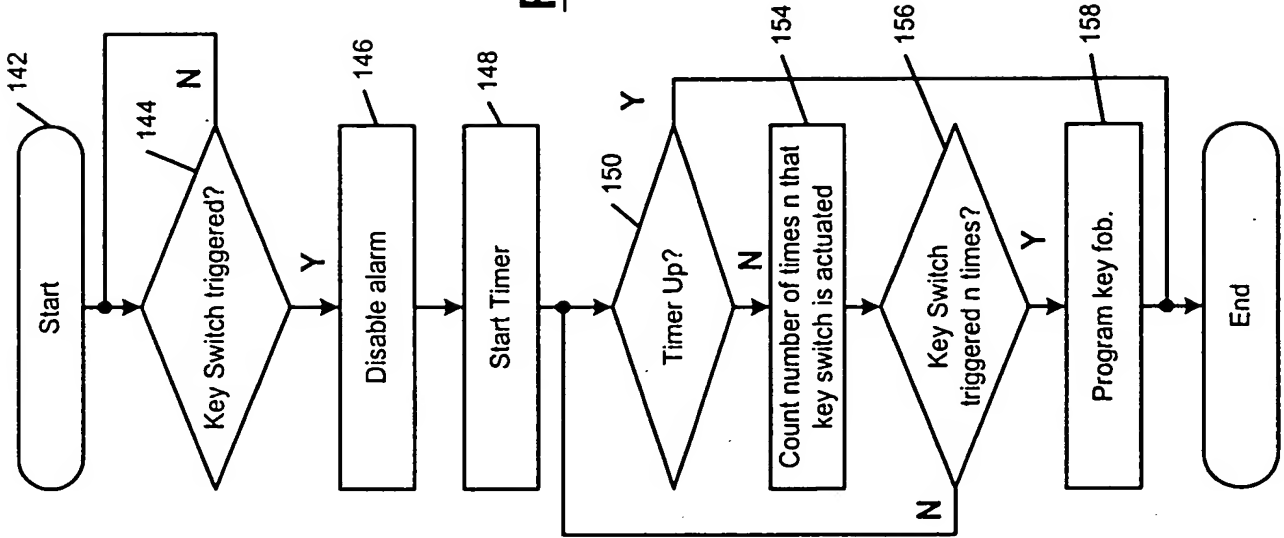 Start
142
Key Switch triggered?
144
N
Y
Disable alarm
146
Start Timer
148
Timer Up?
150
Y
N
Count number of times n that
key switch is actuated
154
Key Switch
triggered n times?
156
N
Y
Program key fob.
158
End